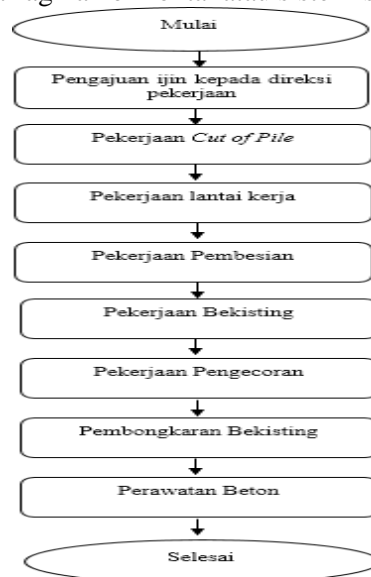 Mulai
Pengajuan ijin kepada direksi
pekerjaan
Pekerjaan Cut of Pile
Pekerjaan lantai kerja
Pekerjaan Pembesian
Pekerjaan Bekisting
Pekerjaan Pengecoran
Pembongkaran Bekisting
Perawatan Beton
Selesai